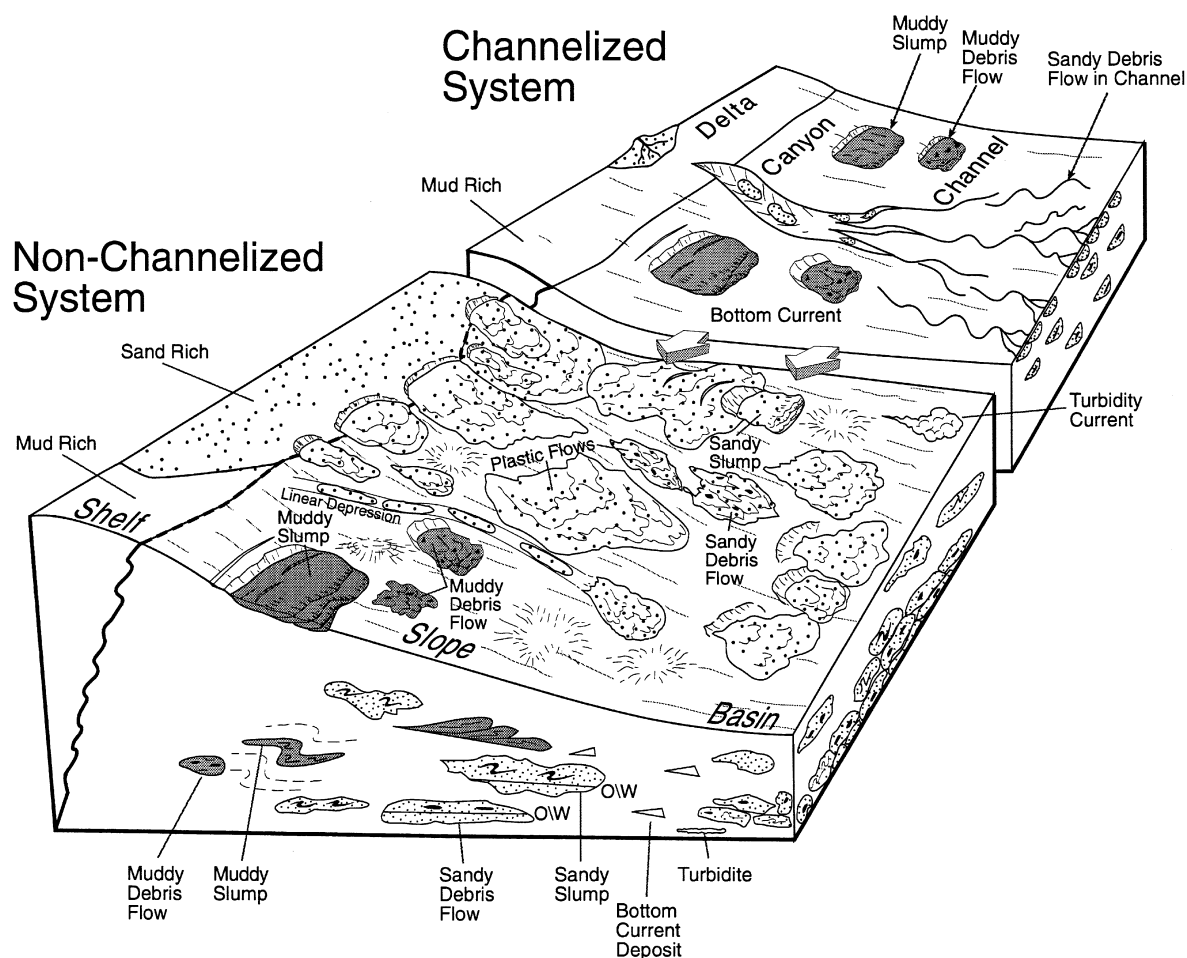 Channelized
System
Muddy
Slump
Muddy
Debris
Flow
Sandy Debris
Flow in Channel
Delta
Canyon
Channel
Mud Rich
Bottom Current
Non-Channelized
System
Sand Rich
Mud Rich
Shelf
Turbidity
Current
Sandy
Slump
Plastic Flows
Linear Depression
Muddy
Slump
Sandy
Debris
Flow
Muddy
Debris
Flow
Slope
Basin
O\W
O\W
Muddy
Debris
Flow
Muddy
Slump
Sandy
Debris
Flow
Sandy
Slump
Bottom
Current
Deposit
Turbidite